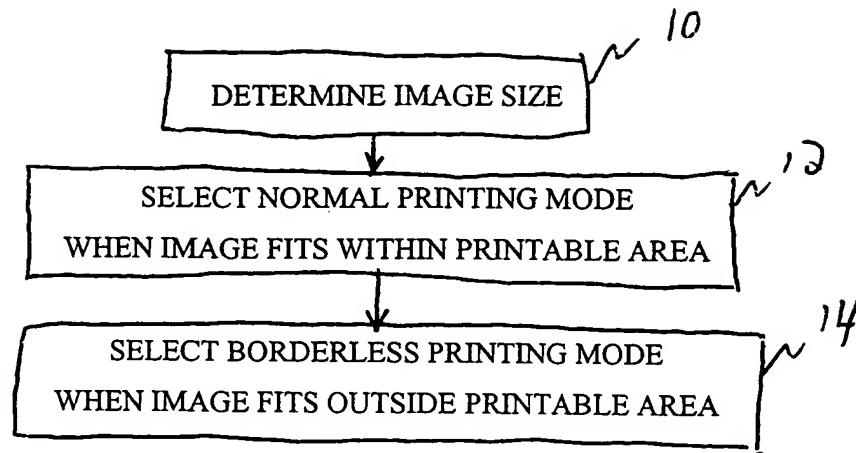 10
DETERMINE IMAGE SIZE
12
SELECT NORMAL PRINTING MODE
WHEN IMAGE FITS WITHIN PRINTABLE AREA
14
SELECT BORDERLESS PRINTING MODE
WHEN IMAGE FITS OUTSIDE PRINTABLE AREA